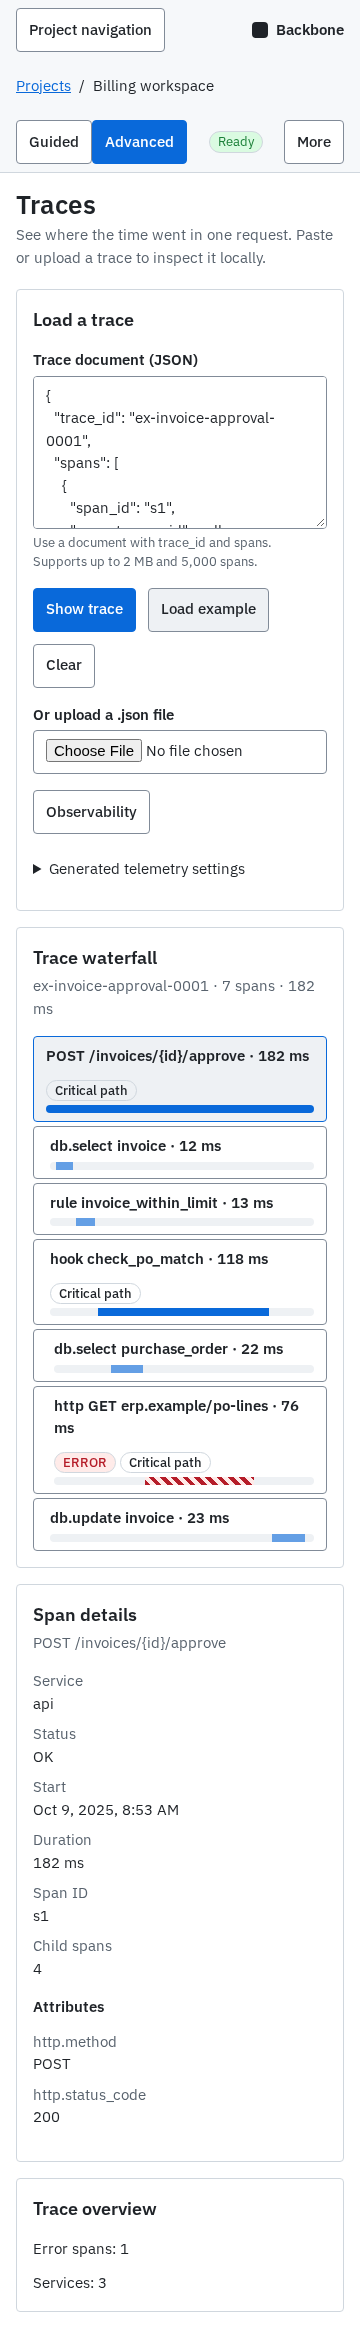 Project navigation
Backbone
Projects / Billing workspace
Guided
Advanced
Ready
More
Traces
See where the time went in one request. Paste
or upload a trace to inspect it locally.
Load a trace
Trace document (JSON)
{
"trace_id": "ex-invoice-approval-
0001",
"spans": [
{
"span_id": "s1",
Use a document with trace_id and spans.
Supports up to 2 MB and 5,000 spans.
Show trace
Load example
Clear
Or upload a .json file
Choose File No file chosen
Observability
Generated telemetry settings
Trace waterfall
ex-invoice-approval-0001 · 7 spans · 182
ms
POST /invoices/{id}/approve · 182 ms
Critical path
db.select invoice · 12 ms
rule invoice_within_limit · 13 ms
hook check_po_match · 118 ms
Critical path
db.select purchase_order · 22 ms
http GET erp.example/po-lines · 76
ms
ERROR
Critical path
db.update invoice · 23 ms
Span details
POST /invoices/{id}/approve
Service
api
Status
OK
Start
Oct 9, 2025, 8:53 AM
Duration
182 ms
Span ID
s1
Child spans
4
Attributes
http.method
POST
http.status_code
200
Trace overview
Error spans: 1
Services: 3